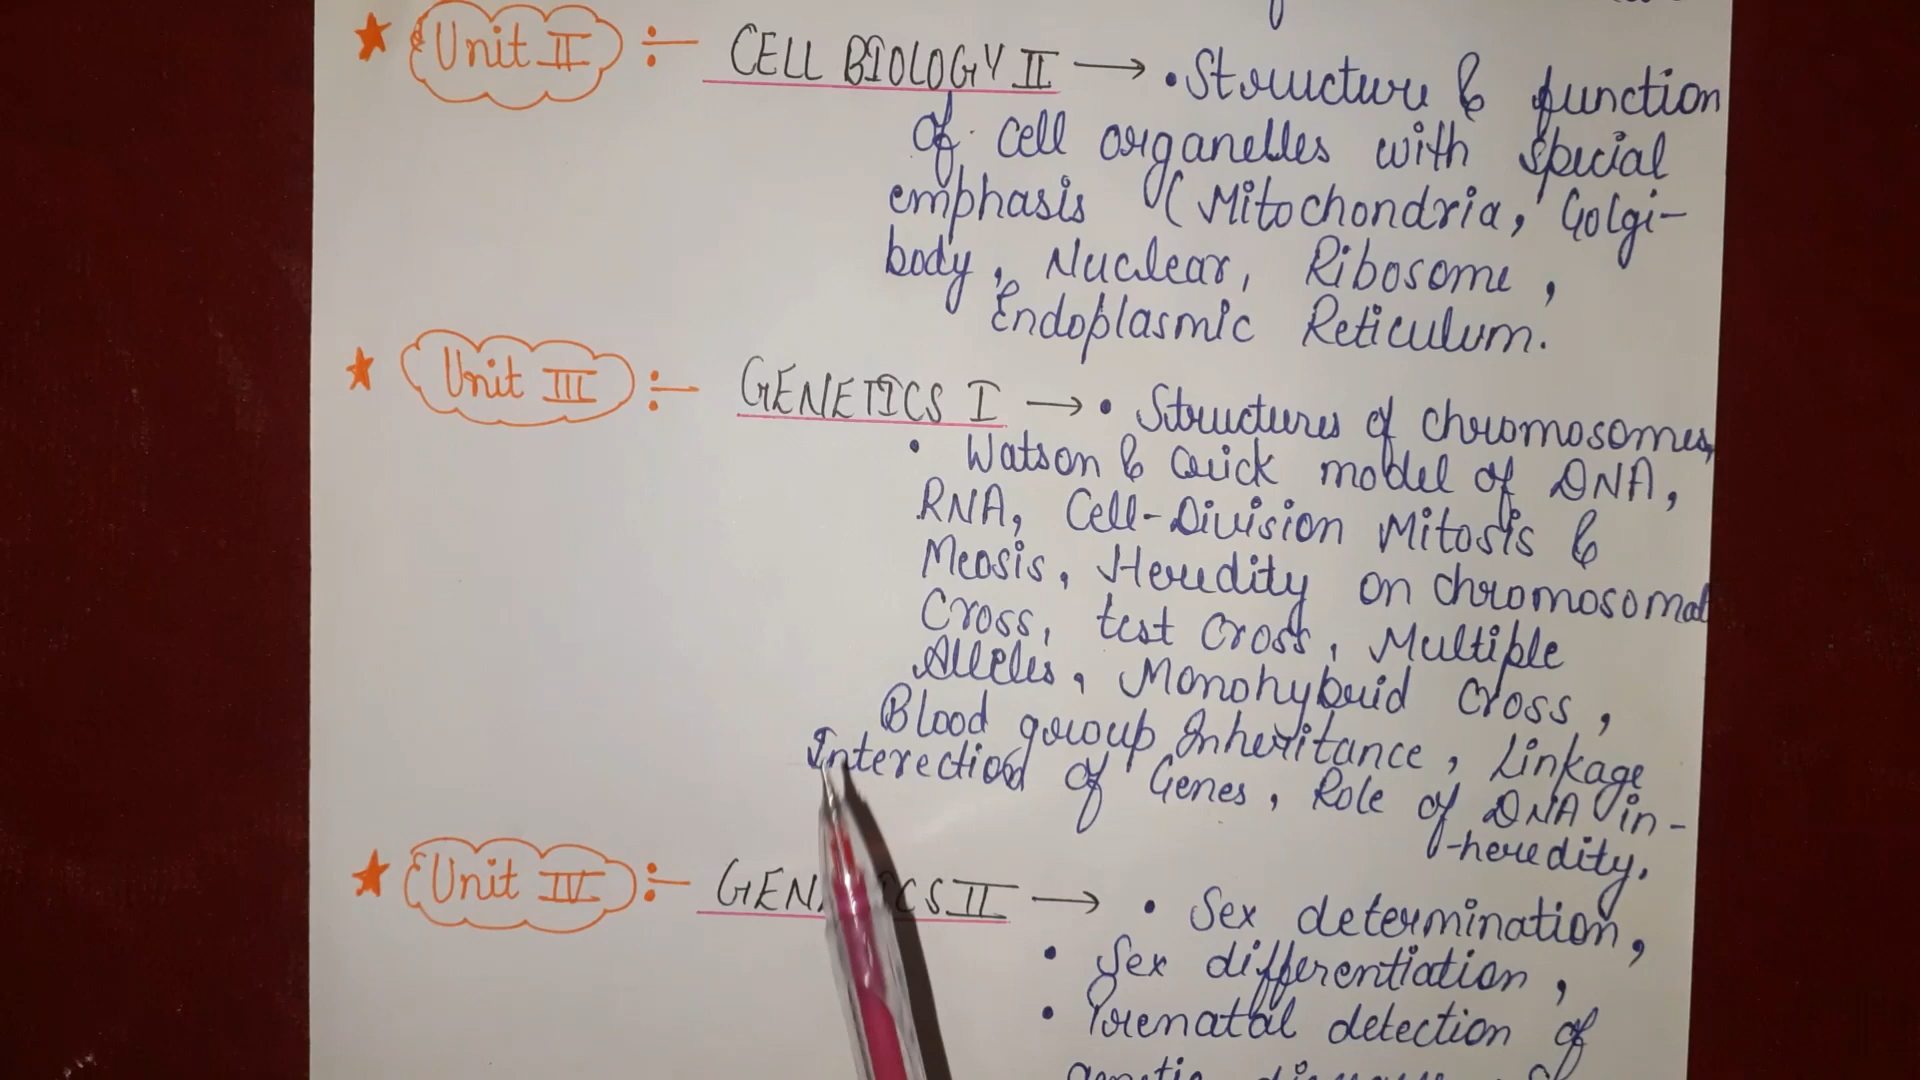 ★ Unit II :- CELL BIOLOGY II → • Structure & function
of cell organelles with special
emphasis (Mitochondria, Golgi-
body, Nuclear, Ribosome,
Endoplasmic Reticulum.
★ Unit III :- GENETICS I → • Structures of chromosomes,
• Watson & Crick model of DNA,
RNA, Cell-Division Mitosis &
Meosis, Heredity on chromosomal
Cross, test cross, Multiple
Alleles, Monohybrid Cross,
Blood group Inheritance, Linkage
Interection of Genes, Role of DNA in-
-heredity.
★ Unit IV :- II → • Sex determination,
• Sex differentiation,
• Prenatal detection of